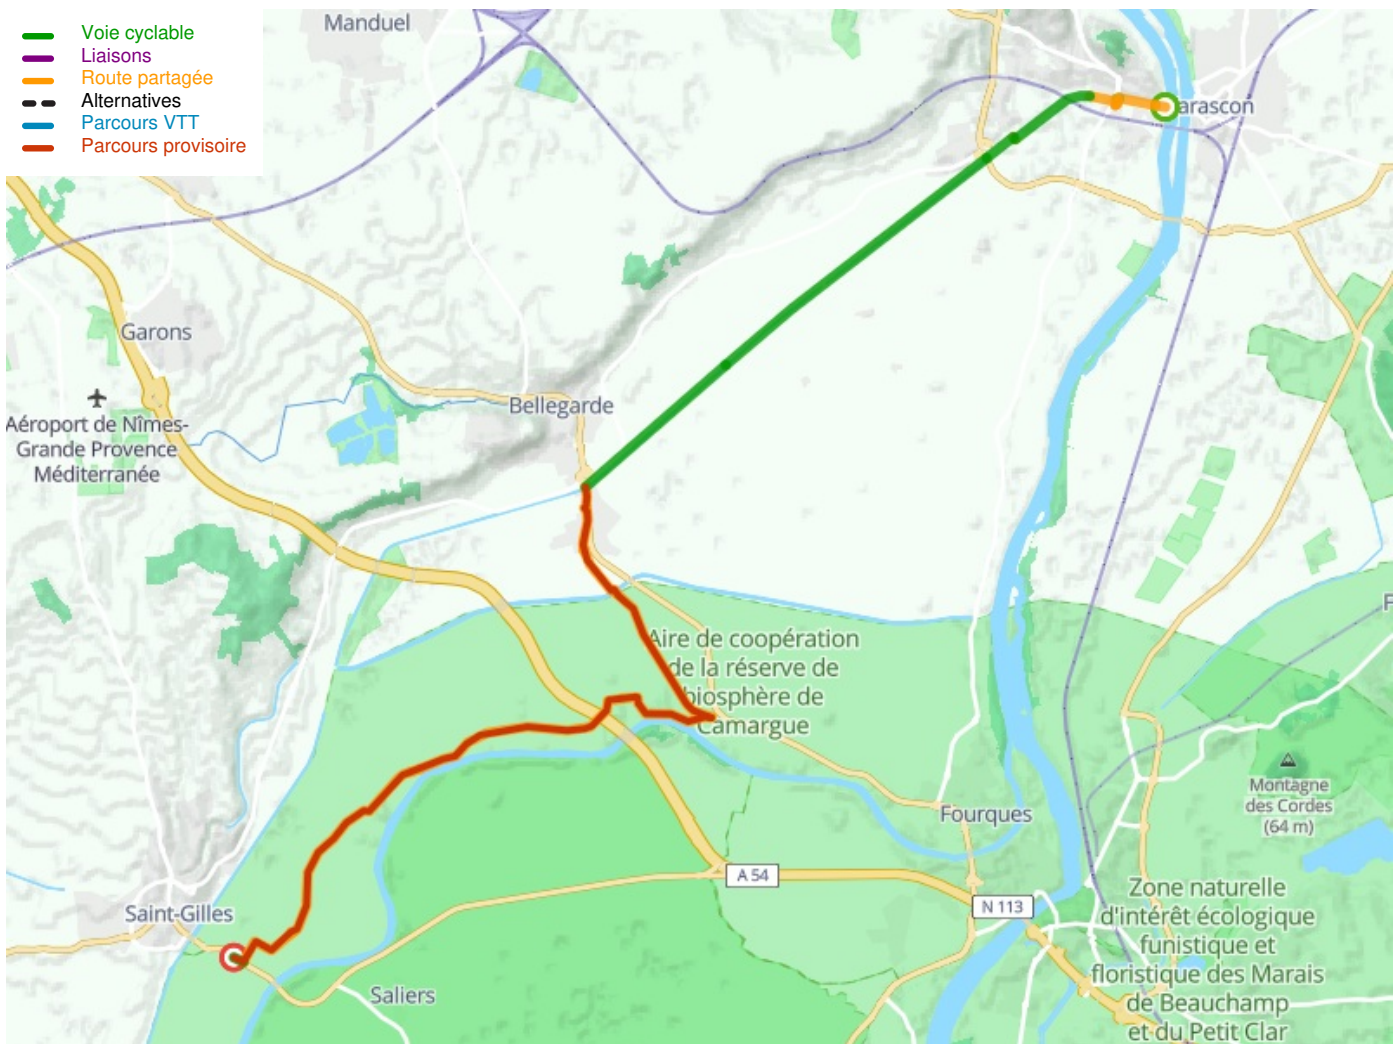 Voie cyclable
Liaisons
Route partagée
Alternatives
Parcours VTT
Parcours provisoire
Manduel
arascon
Garons
Aéroport de Nîmes-
Grande Provence
Méditerranée
Bellegarde
Aire de coopération
de la réserve de
biosphère de
Camargue
Montagne
des Cordes
(64 m)
Fourques
A 54
N 113
Saint-Gilles
Saliers
Zone naturelle
d'intérêt écologique
funistique et
floristique des Marais
de Beauchamp
et du Petit Clar
F